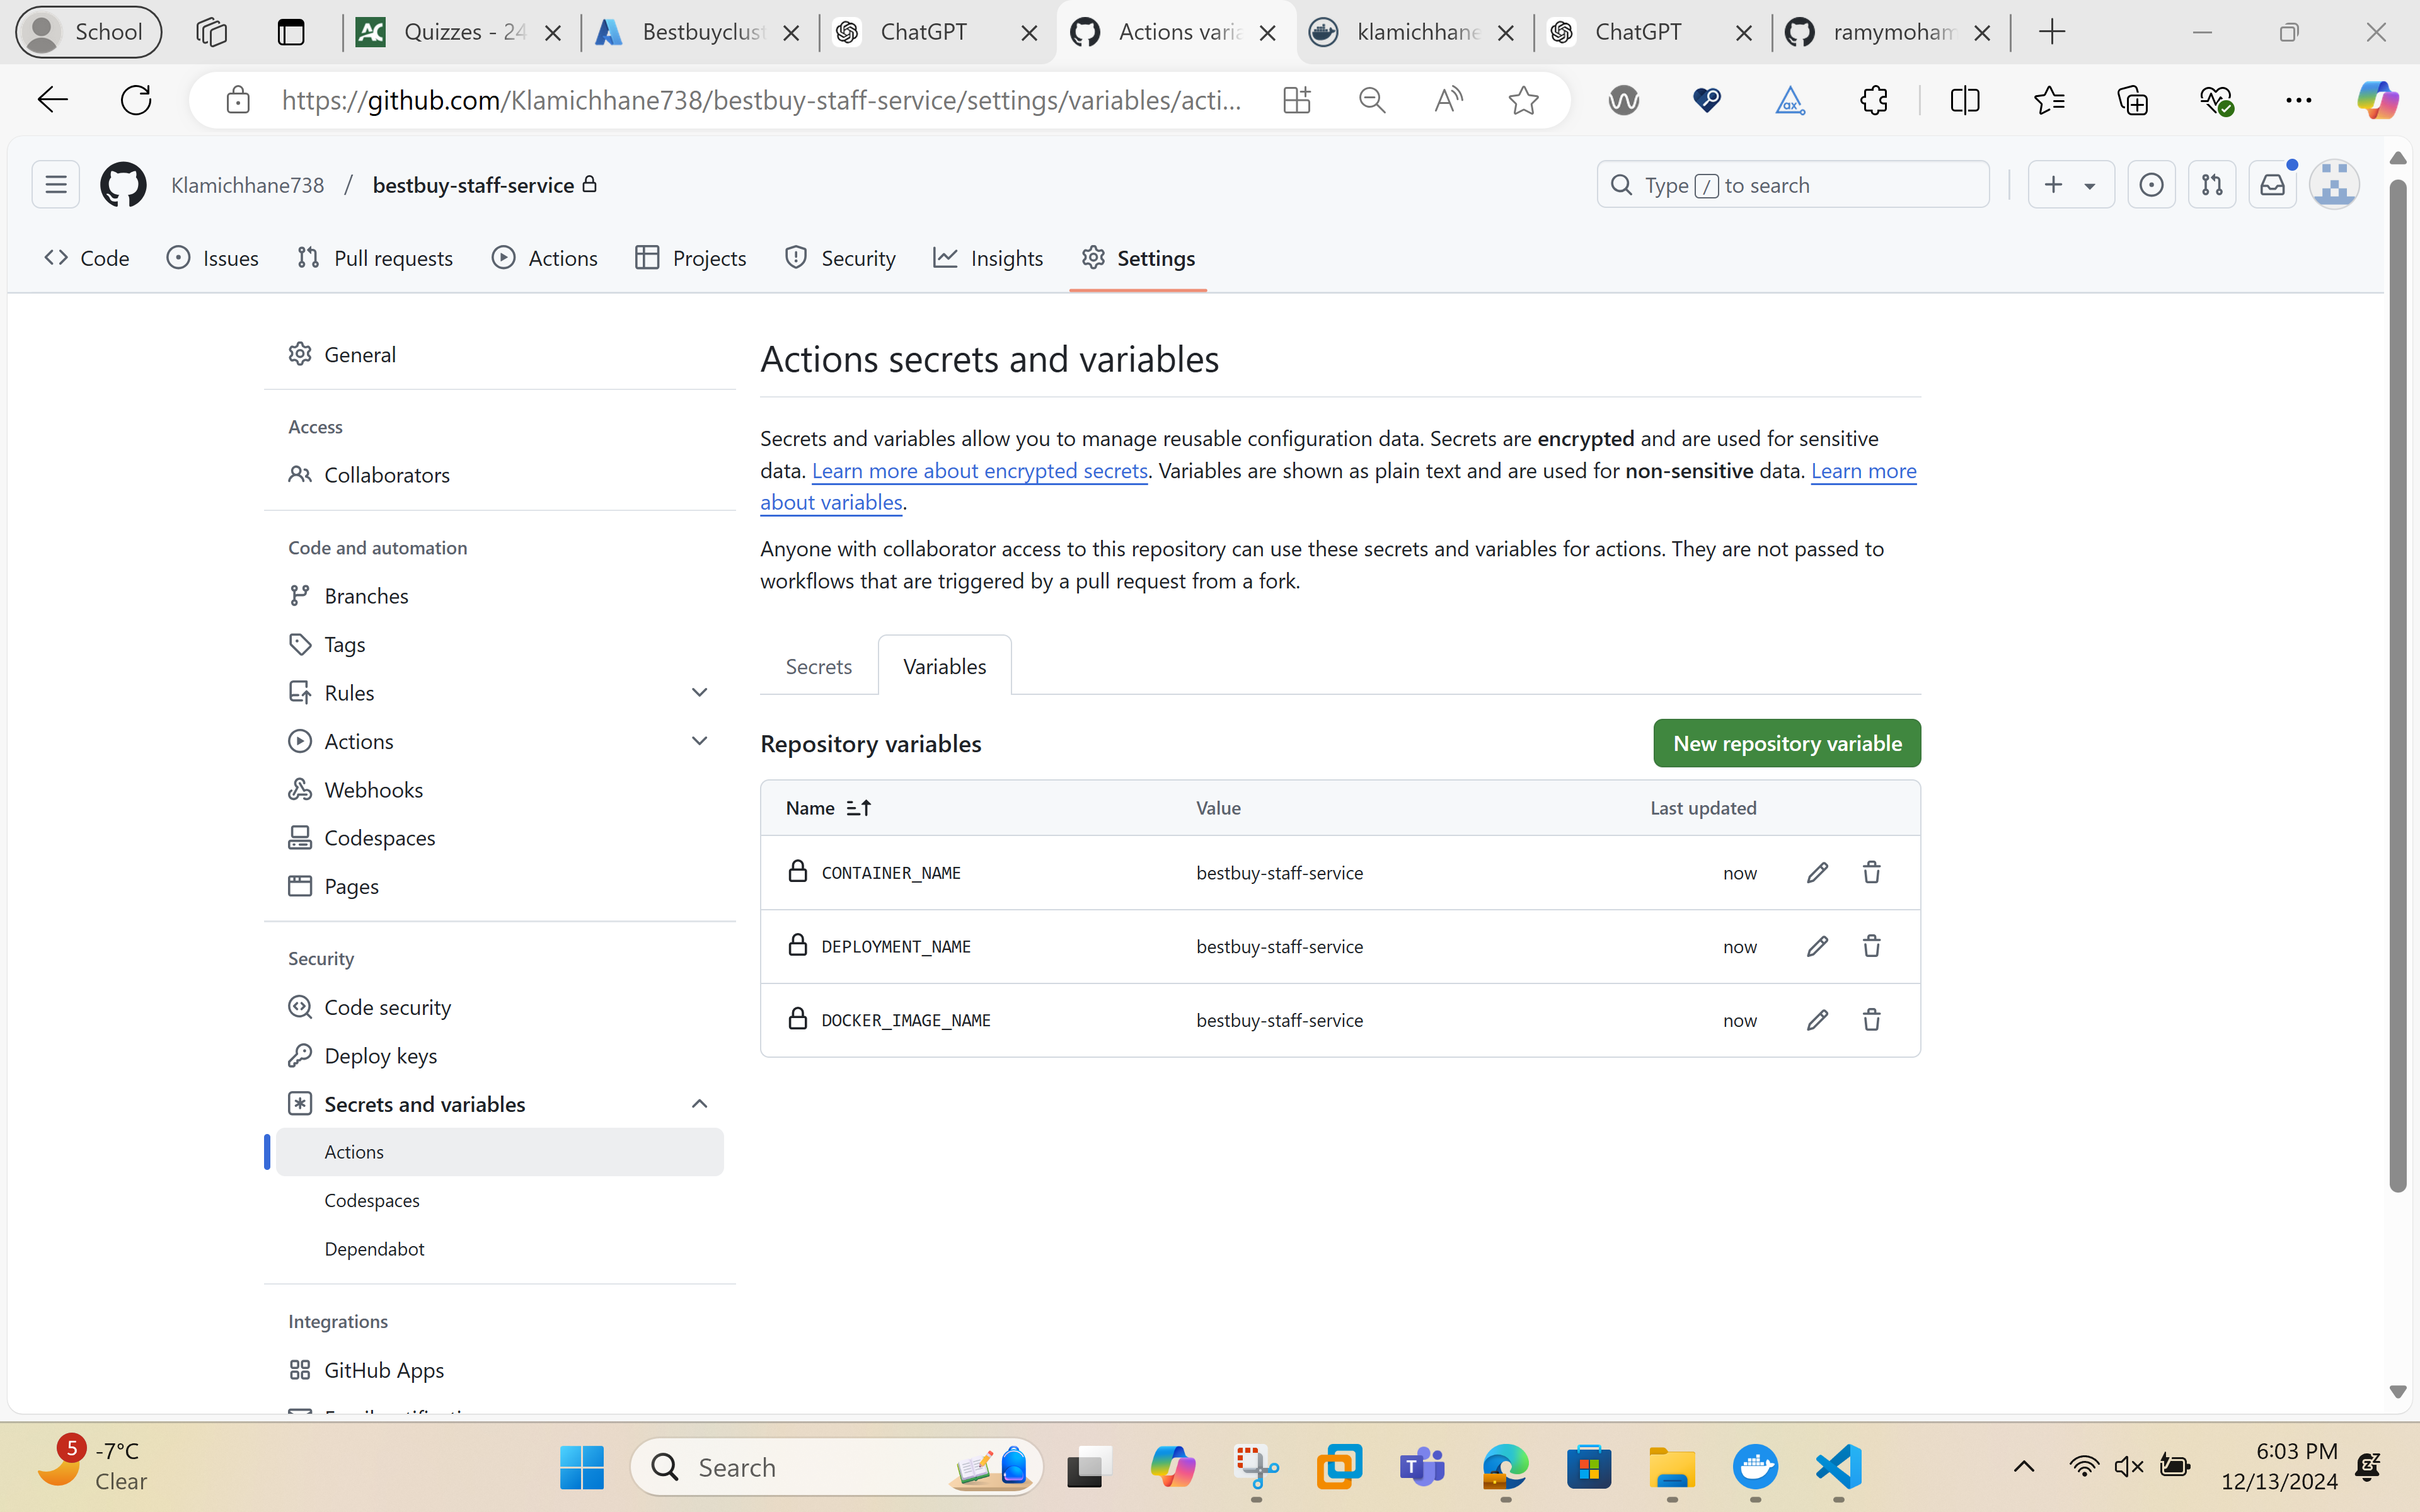 School
Quizzes - 24
Bestbuyclust
ChatGPT
Actions varia
klamichhane
ChatGPT
ramymoham
https://github.com/Klamichhane738/bestbuy-staff-service/settings/variables/acti...
Klamichhane738 / bestbuy-staff-service
Type / to search
Code
Issues
Pull requests
Actions
Projects
Security
Insights
Settings
General
Access
Collaborators
Code and automation
Branches
Tags
Rules
Actions
Webhooks
Codespaces
Pages
Security
Code security
Deploy keys
Secrets and variables
Actions
Codespaces
Dependabot
Integrations
GitHub Apps
Actions secrets and variables
Secrets and variables allow you to manage reusable configuration data. Secrets are encrypted and are used for sensitive
data. Learn more about encrypted secrets. Variables are shown as plain text and are used for non-sensitive data. Learn more
about variables.
Anyone with collaborator access to this repository can use these secrets and variables for actions. They are not passed to
workflows that are triggered by a pull request from a fork.
Secrets
Variables
Repository variables
New repository variable
Name Value Last updated
CONTAINER_NAME bestbuy-staff-service now
DEPLOYMENT_NAME bestbuy-staff-service now
DOCKER_IMAGE_NAME bestbuy-staff-service now
5
-7°C
Clear
Search
6:03 PM
12/13/2024